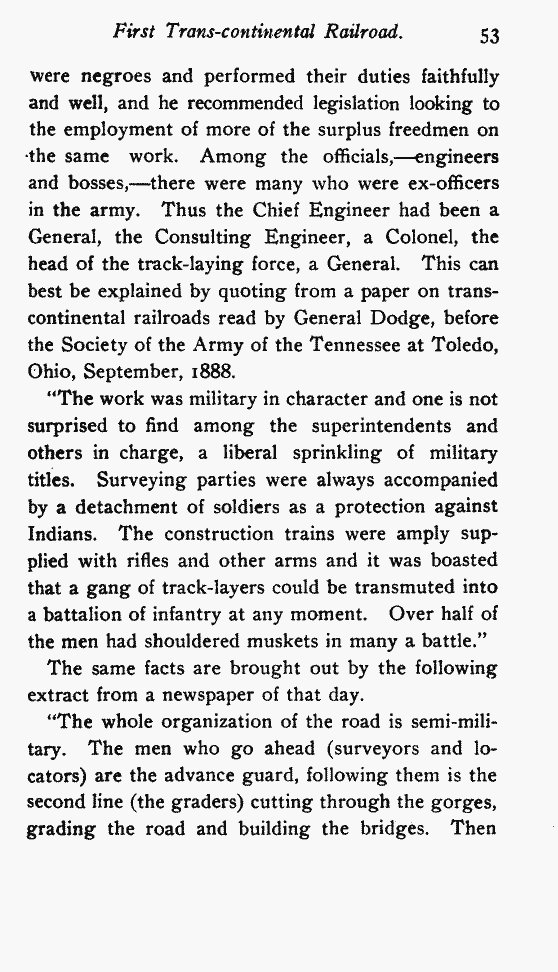 First Trans-continental Railroad. 53
were negroes and performed their duties faithfully
and well, and he recommended legislation looking to
the employment of more of the surplus freedmen on
the same work. Among the officials,—engineers
and bosses,—there were many who were ex-officers
in the army. Thus the Chief Engineer had been a
General, the Consulting Engineer, a Colonel, the
head of the track-laying force, a General. This can
best be explained by quoting from a paper on trans-
continental railroads read by General Dodge, before
the Society of the Army of the Tennessee at Toledo,
Ohio, September, 1888.
"The work was military in character and one is not
surprised to find among the superintendents and
others in charge, a liberal sprinkling of military
titles. Surveying parties were always accompanied
by a detachment of soldiers as a protection against
Indians. The construction trains were amply sup-
plied with rifles and other arms and it was boasted
that a gang of track-layers could be transmuted into
a battalion of infantry at any moment. Over half of
the men had shouldered muskets in many a battle."
The same facts are brought out by the following
extract from a newspaper of that day.
"The whole organization of the road is semi-mili-
tary. The men who go ahead (surveyors and lo-
cators) are the advance guard, following them is the
second line (the graders) cutting through the gorges,
grading the road and building the bridges. Then